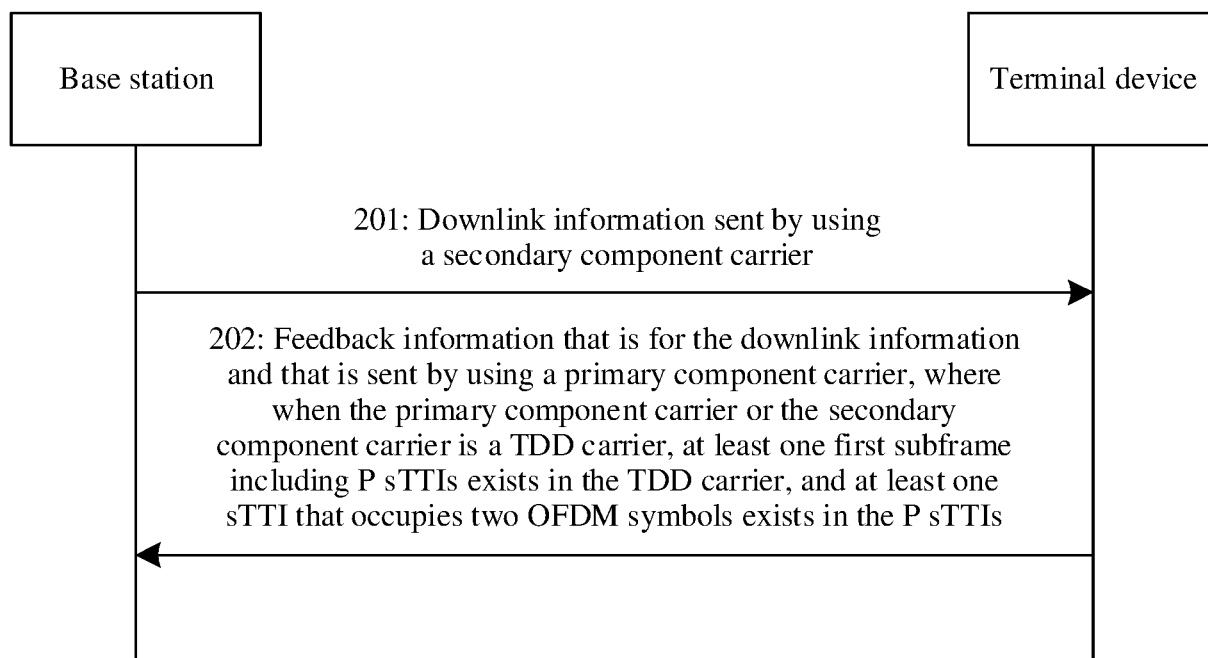 Base station
Terminal device
201: Downlink information sent by using
a secondary component carrier
202: Feedback information that is for the downlink information
and that is sent by using a primary component carrier, where
when the primary component carrier or the secondary
component carrier is a TDD carrier, at least one first subframe
including P sTTIs exists in the TDD carrier, and at least one
sTTI that occupies two OFDM symbols exists in the P sTTIs